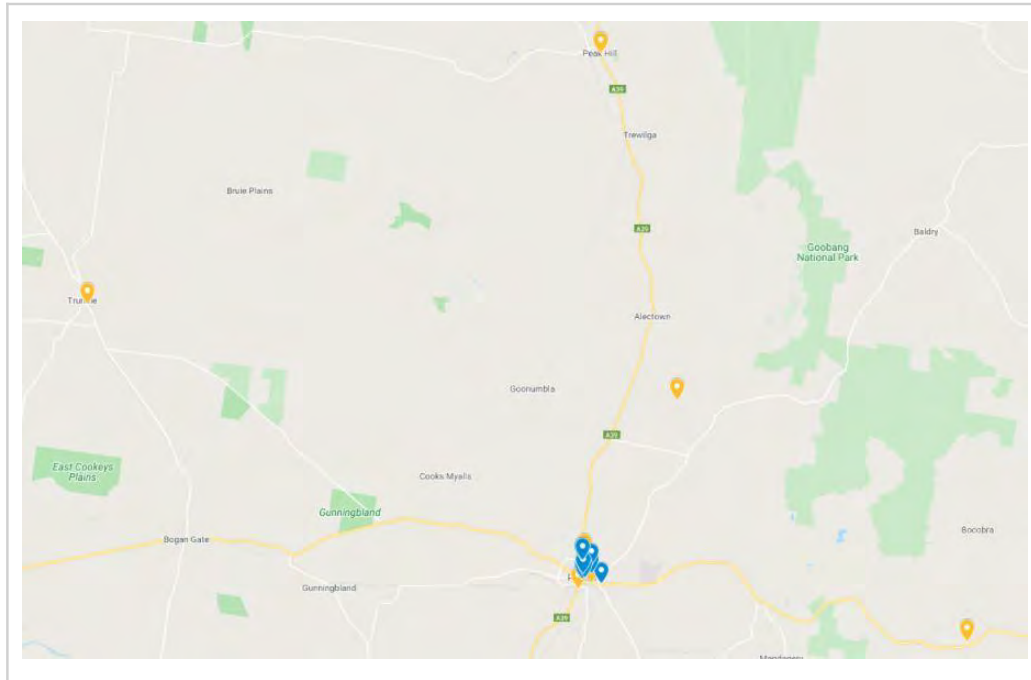 Peak Hill
A39
Trewilga
Bruie Plains
A39
Baldry
Goobang
National Park
Alectown
Goonumbla
A39
East Cookeys
Plains
Cooks Myalls
Gunningbland
Bogan Gate
Bocobra
Gunningbland
A39